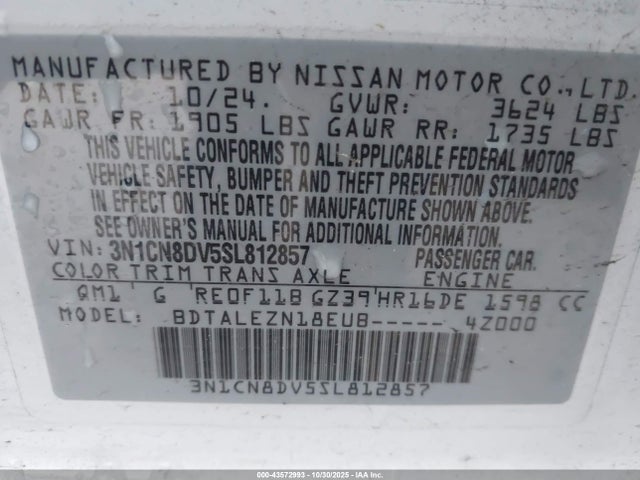 MANUFACTURED BY NISSAN MOTOR CO.,LTD.
DATE: 10/24. GVWR: 3624 LBS
GAWR FR: 1905 LBS GAWR RR: 1735 LBS
THIS VEHICLE CONFORMS TO ALL APPLICABLE FEDERAL MOTOR
VEHICLE SAFETY, BUMPER AND THEFT PREVENTION STANDARDS
IN EFFECT ON THE DATE OF MANUFACTURE SHOWN ABOVE.
SEE OWNER'S MANUAL FOR ADDITIONAL INFORMATION.
VIN: 3N1CN8DV5SL812857 PASSENGER CAR.
COLOR TRIM TRANS AXLE ENGINE
QM1 G RE0F11B GZ39 HR16DE 1598 CC
MODEL: BDTALEZN18EUB----- 4Z000
3N1CN8DV5SL812857
000-43572993 - 10/30/2025 - IAA